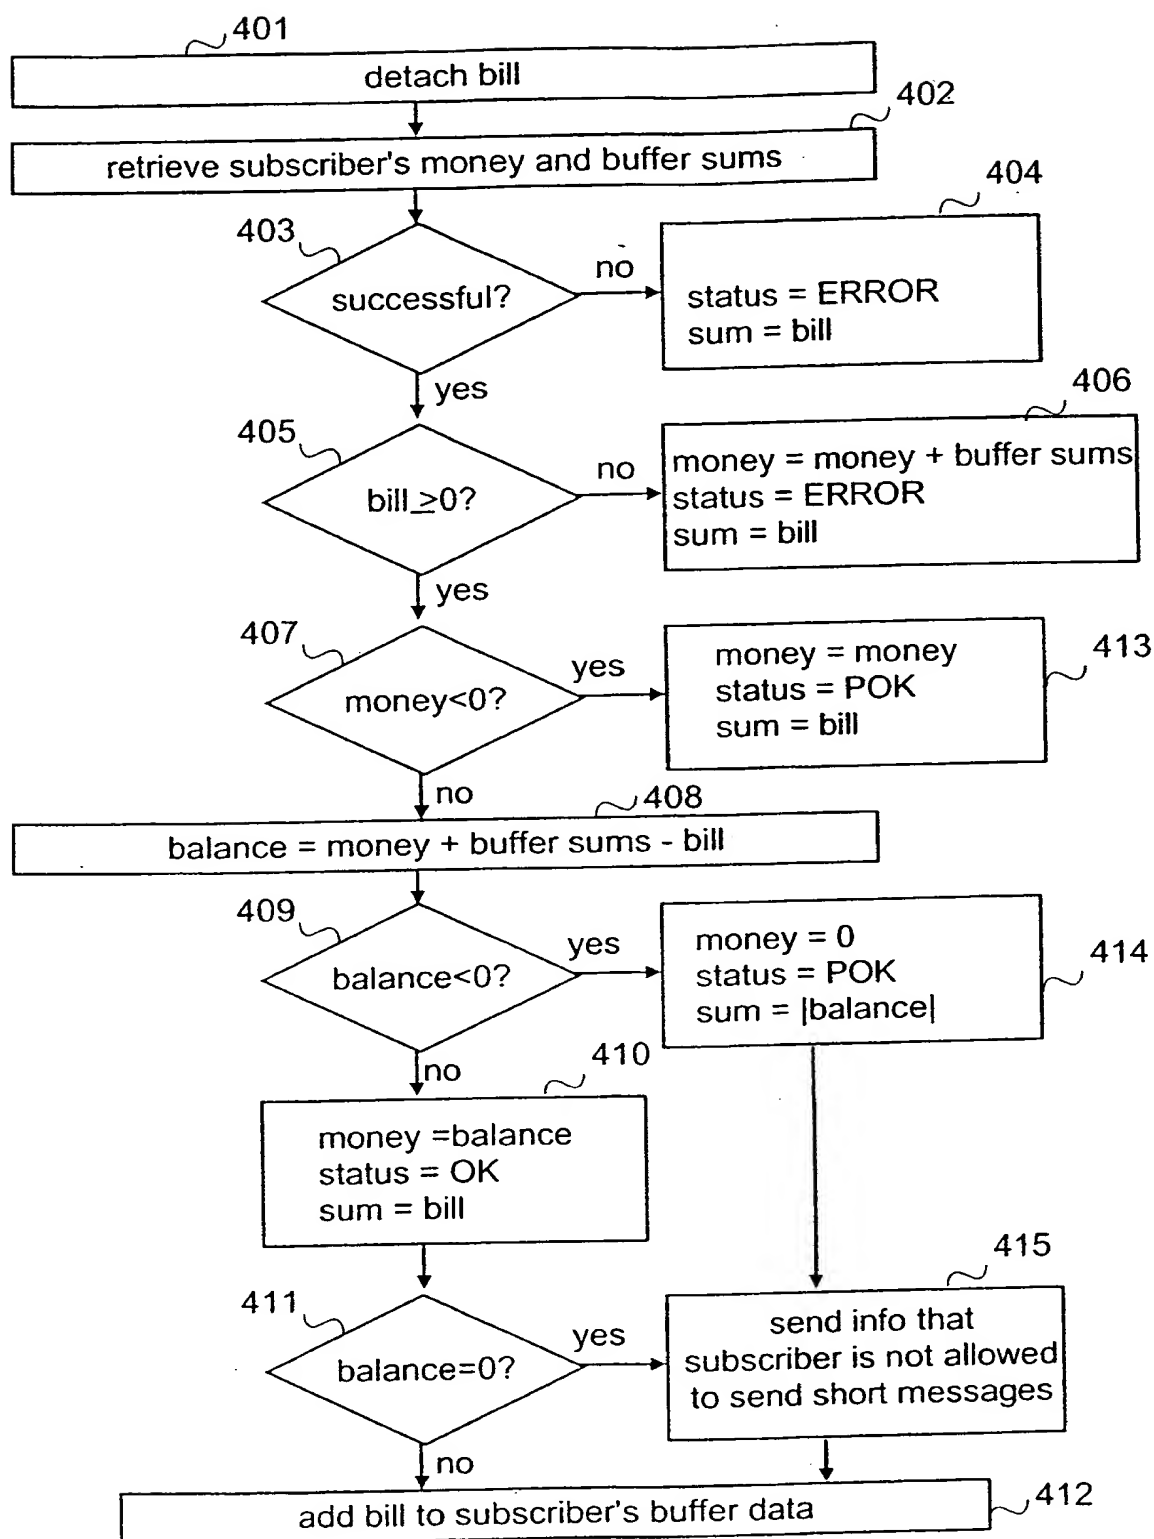 401
detach bill
402
retrieve subscriber's money and buffer sums
403
successful?
no
404
status = ERROR
sum = bill
yes
405
bill ≥0?
no
406
money = money + buffer sums
status = ERROR
sum = bill
yes
407
money<0?
yes
413
money = money
status = POK
sum = bill
no
408
balance = money + buffer sums - bill
409
balance<0?
yes
414
money = 0
status = POK
sum = |balance|
no
410
money =balance
status = OK
sum = bill
411
balance=0?
yes
415
send info that
subscriber is not allowed
to send short messages
no
add bill to subscriber's buffer data
412